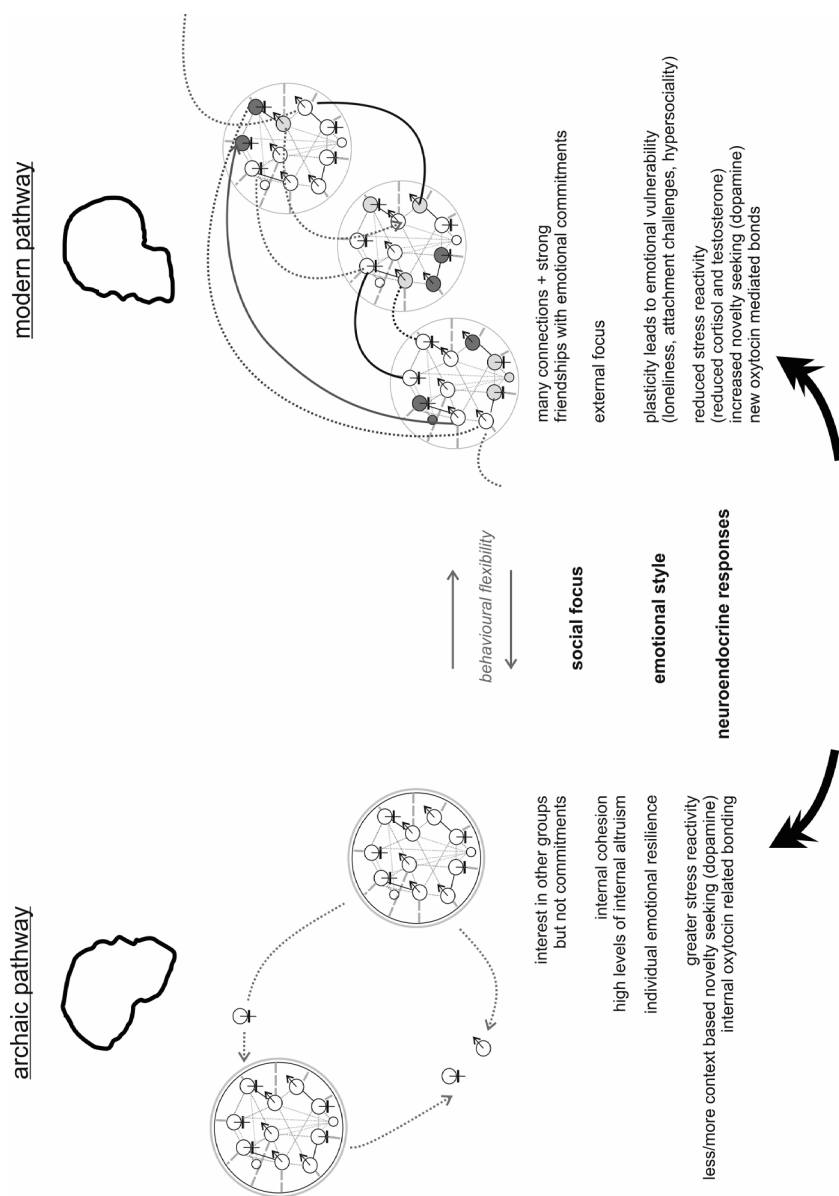 archaic pathway
modern pathway
behavioural flexibility
interest in other groups
but not commitments
internal cohesion
high levels of internal altruism
social focus
many connections + strong
friendships with emotional commitments
external focus
individual emotional resilience
emotional style
plasticity leads to emotional vulnerability
(loneliness, attachment challenges, hypersociality)
greater stress reactivity
less/more context based novelty seeking (dopamine)
internal oxytocin related bonding
neuroendocrine responses
reduced stress reactivity
(reduced cortisol and testosterone)
increased novelty seeking (dopamine)
new oxytocin mediated bonds